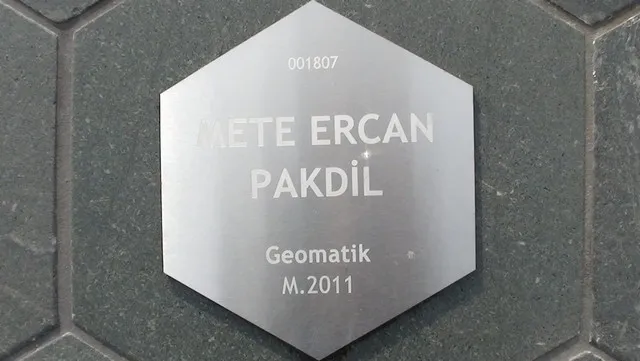 001807
METE ERCAN
PAKDİL
Geomatik
M.2011